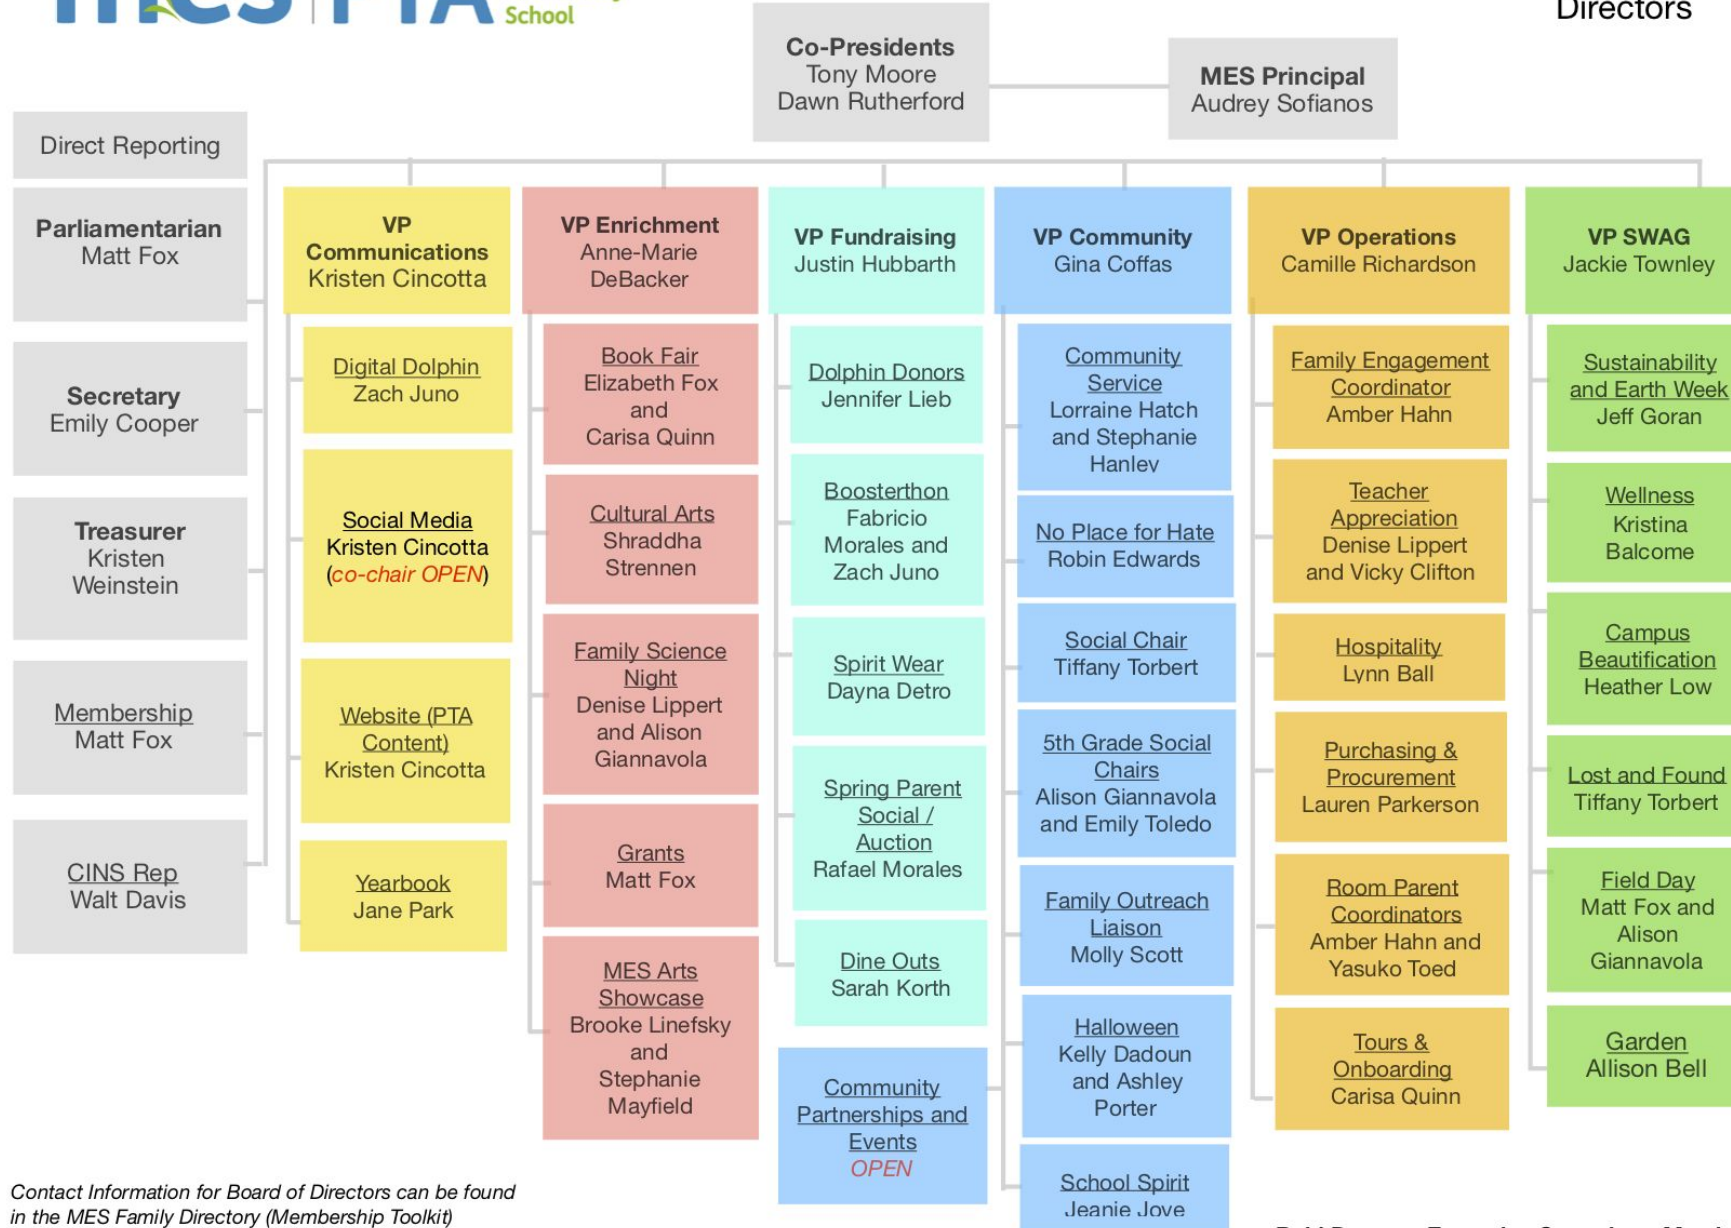 PTA
School
Directors
Co-Presidents
Tony Moore
Dawn Rutherford
MES Principal
Audrey Sofianos
Direct Reporting
Parliamentarian
Matt Fox
Secretary
Emily Cooper
Treasurer
Kristen
Weinstein
Membership
Matt Fox
CINS Rep
Walt Davis
VP
Communications
Kristen Cincotta
Digital Dolphin
Zach Juno
Social Media
Kristen Cincotta
(co-chair OPEN)
Website (PTA
Content)
Kristen Cincotta
Yearbook
Jane Park
VP Enrichment
Anne-Marie
DeBacker
Book Fair
Elizabeth Fox
and
Carisa Quinn
Cultural Arts
Shraddha
Strennen
Family Science
Night
Denise Lippert
and Alison
Giannavola
Grants
Matt Fox
MES Arts
Showcase
Brooke Linefsky
and
Stephanie
Mayfield
VP Fundraising
Justin Hubbarth
Dolphin Donors
Jennifer Lieb
Boosterthon
Fabricio
Morales and
Zach Juno
Spirit Wear
Dayna Detro
Spring Parent
Social /
Auction
Rafael Morales
Dine Outs
Sarah Korth
Community
Partnerships and
Events
OPEN
VP Community
Gina Coffas
Community
Service
Lorraine Hatch
and Stephanie
Hanley
No Place for Hate
Robin Edwards
Social Chair
Tiffany Torbert
5th Grade Social
Chairs
Alison Giannavola
and Emily Toledo
Family Outreach
Liaison
Molly Scott
Halloween
Kelly Dadoun
and Ashley
Porter
School Spirit
Jeanie Jove
VP Operations
Camille Richardson
Family Engagement
Coordinator
Amber Hahn
Teacher
Appreciation
Denise Lippert
and Vicky Clifton
Hospitality
Lynn Ball
Purchasing &
Procurement
Lauren Parkerson
Room Parent
Coordinators
Amber Hahn and
Yasuko Toed
Tours &
Onboarding
Carisa Quinn
VP SWAG
Jackie Townley
Sustainability
and Earth Week
Jeff Goran
Wellness
Kristina
Balcome
Campus
Beautification
Heather Low
Lost and Found
Tiffany Torbert
Field Day
Matt Fox and
Alison
Giannavola
Garden
Allison Bell
Contact Information for Board of Directors can be found
in the MES Family Directory (Membership Toolkit)